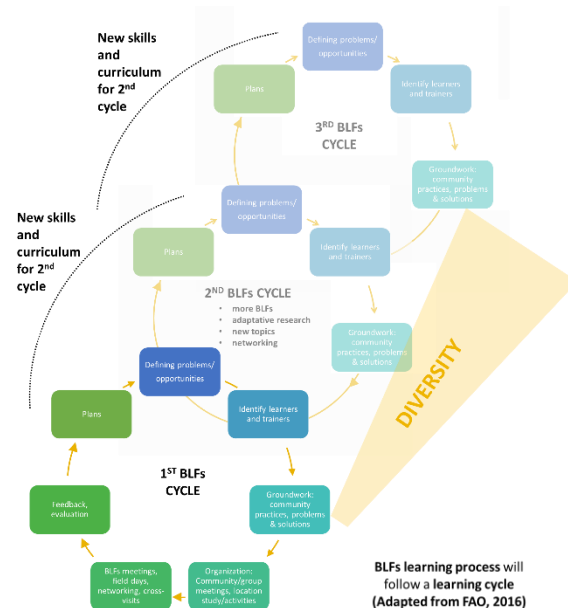 New skills
and
curriculum
for 2nd
cycle
Defining problems/
opportunities
Plans
Identify learners
and trainers
3RD BLFs
CYCLE
Groundwork:
community
practices, problems
& solutions
New skills
and
curriculum
for 2nd
cycle
Defining problems/
opportunities
Plans
Identify learners
and trainers
2ND BLFs CYCLE
• more BLFs
• adaptative research
• new topics
• networking
Groundwork:
community
practices, problems
& solutions
DIVERSITY
Defining problems/
opportunities
Plans
Identify learners
and trainers
1ST BLFs
CYCLE
Feedback,
evaluation
Groundwork:
community
practices, problems
& solutions
BLFs meetings,
field days,
networking, cross-
visits
Organization:
Community/group
meetings, location
study/activities
BLFs learning process will
follow a learning cycle
(Adapted from FAO, 2016)